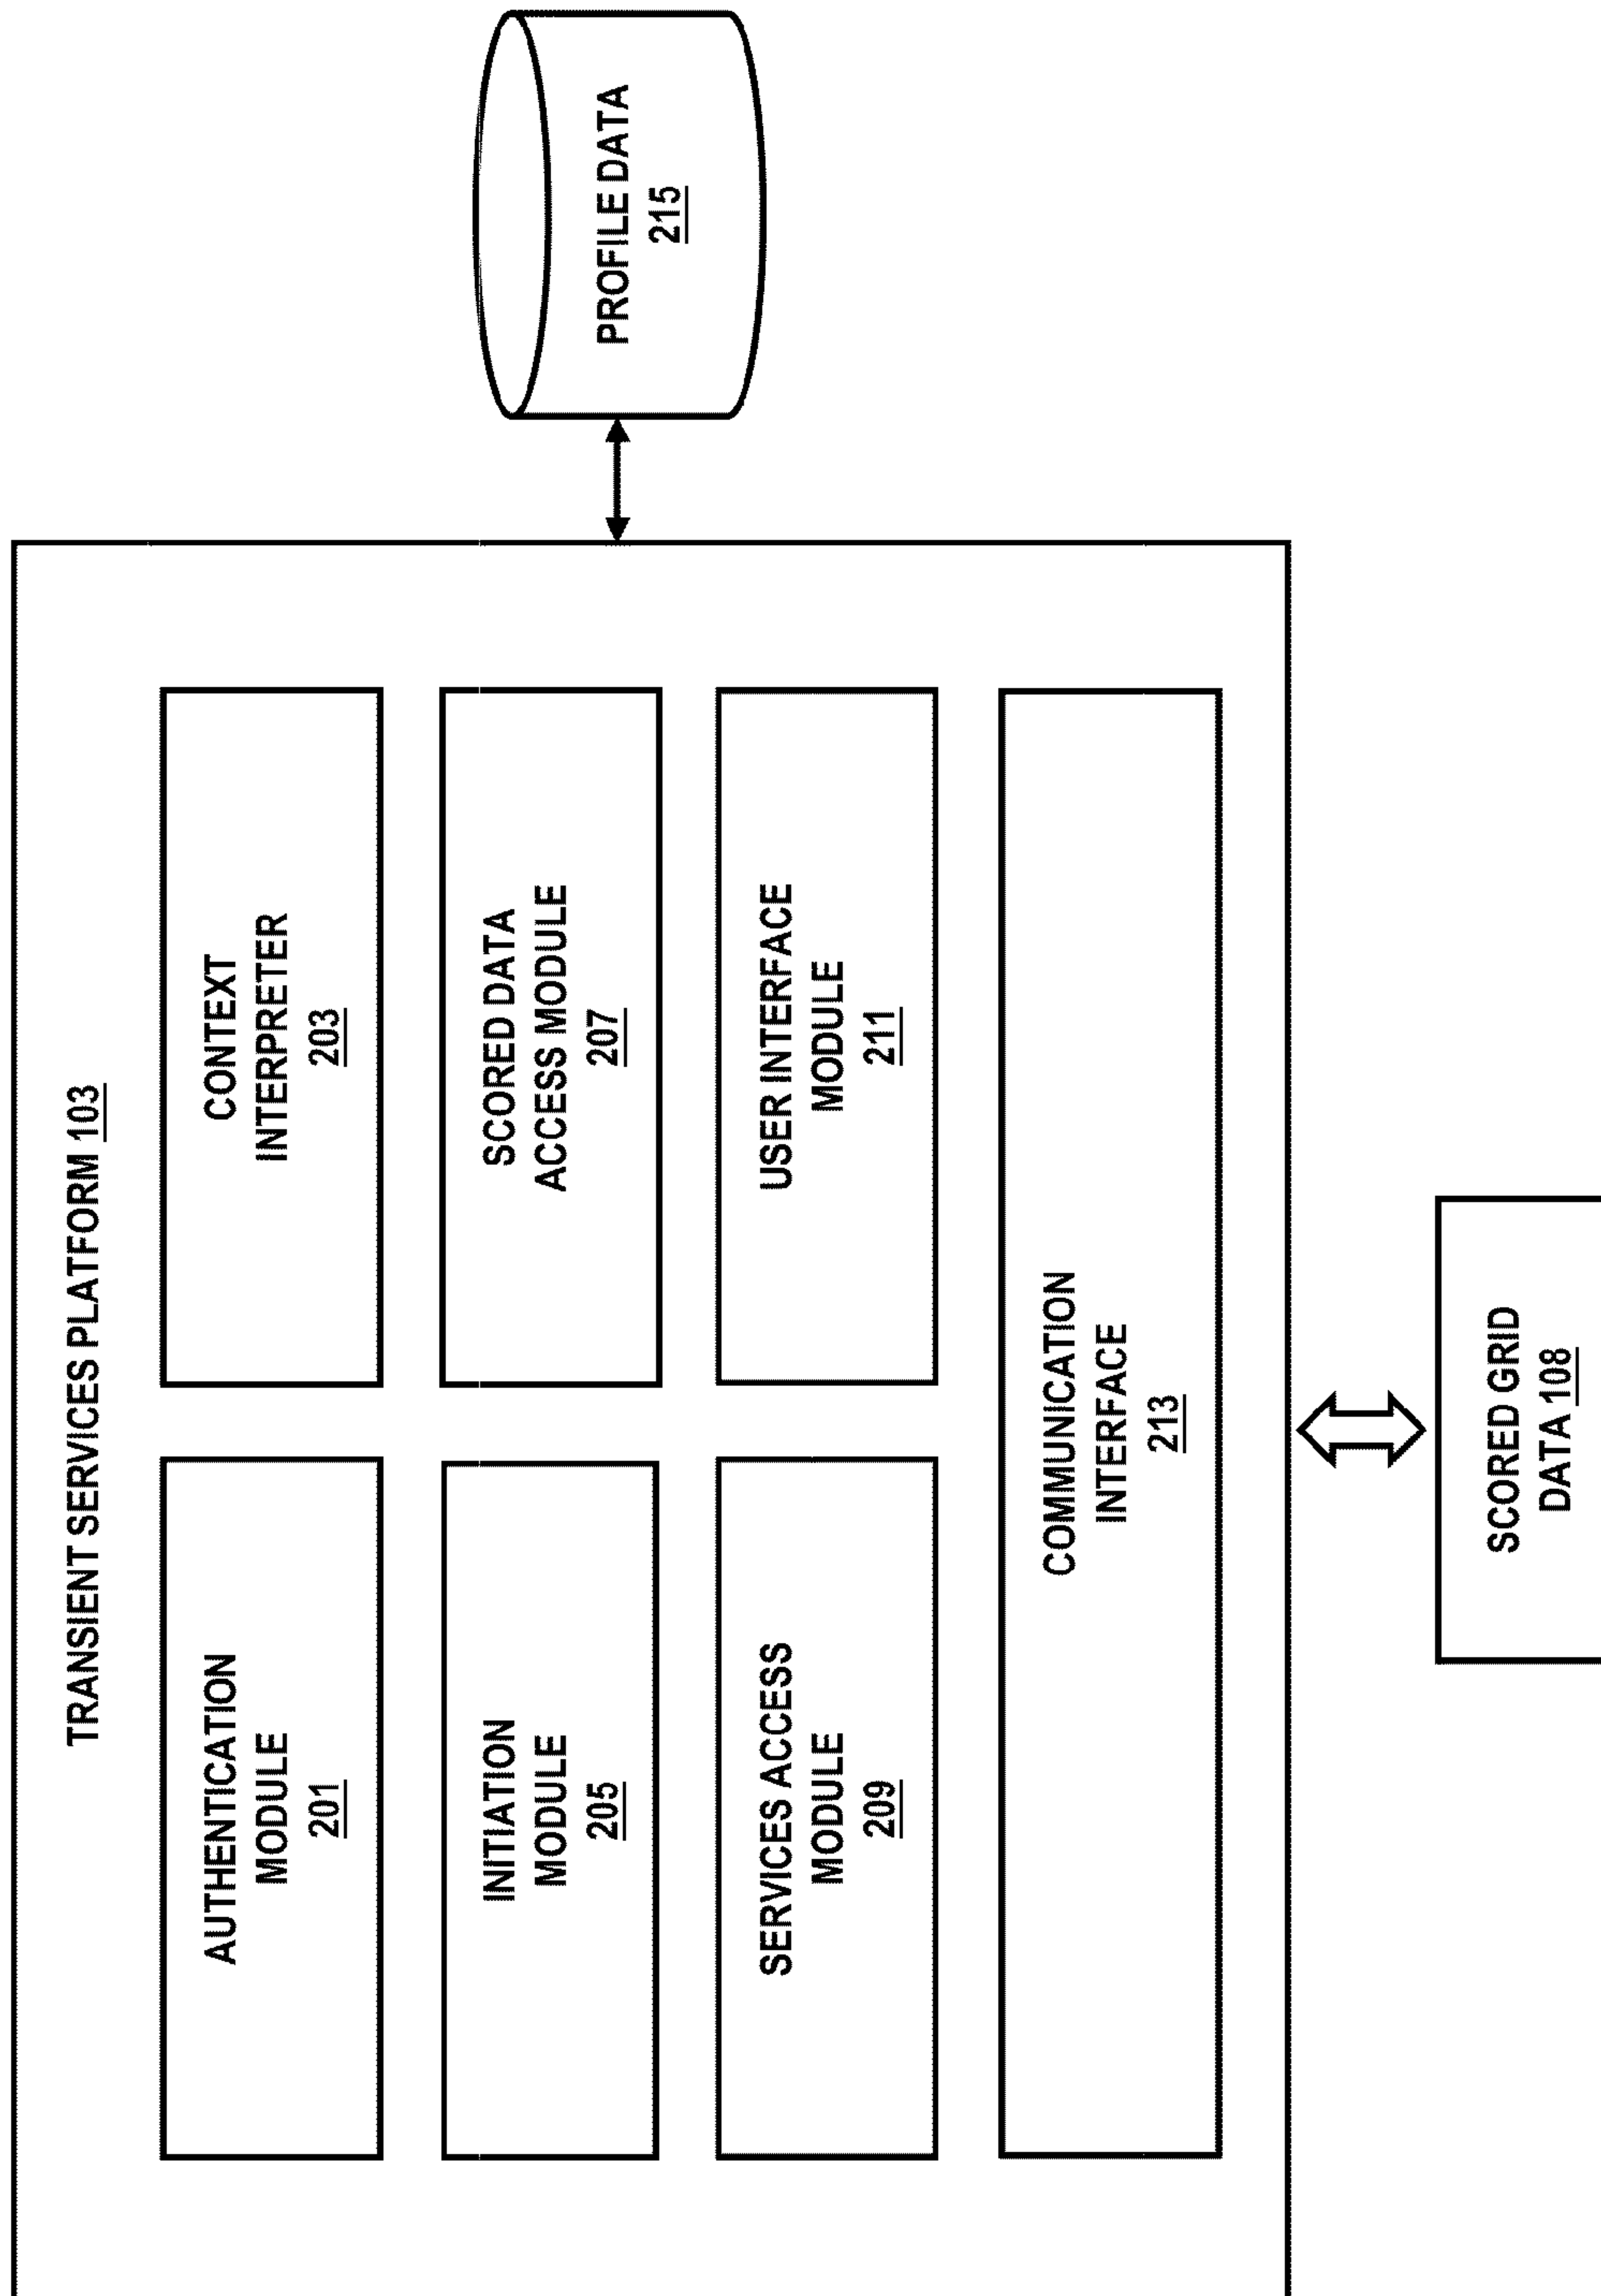 TRANSIENT SERVICES PLATFORM 103
AUTHENTICATION
MODULE
201
CONTEXT
INTERPRETER
203
INITIATION
MODULE
205
SCORED DATA
ACCESS MODULE
207
SERVICES ACCESS
MODULE
209
USER INTERFACE
MODULE
211
COMMUNICATION
INTERFACE
213
PROFILE DATA
215
SCORED GRID
DATA 108